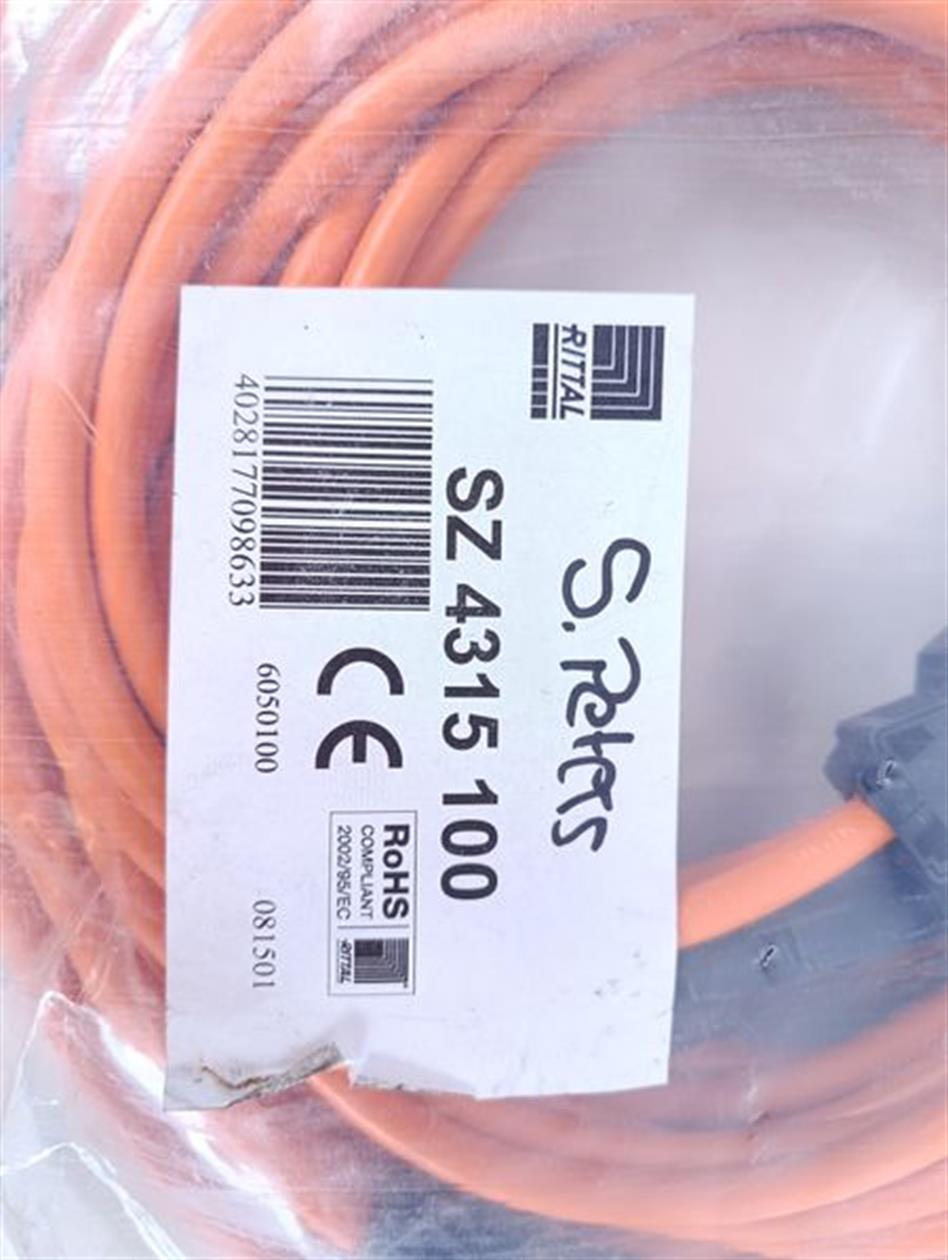 RITTAL
S. Peters
SZ 4315 100
4028177098633
CE
RoHS
COMPLIANT
2002/95/EC
RITTAL
6050100
081501